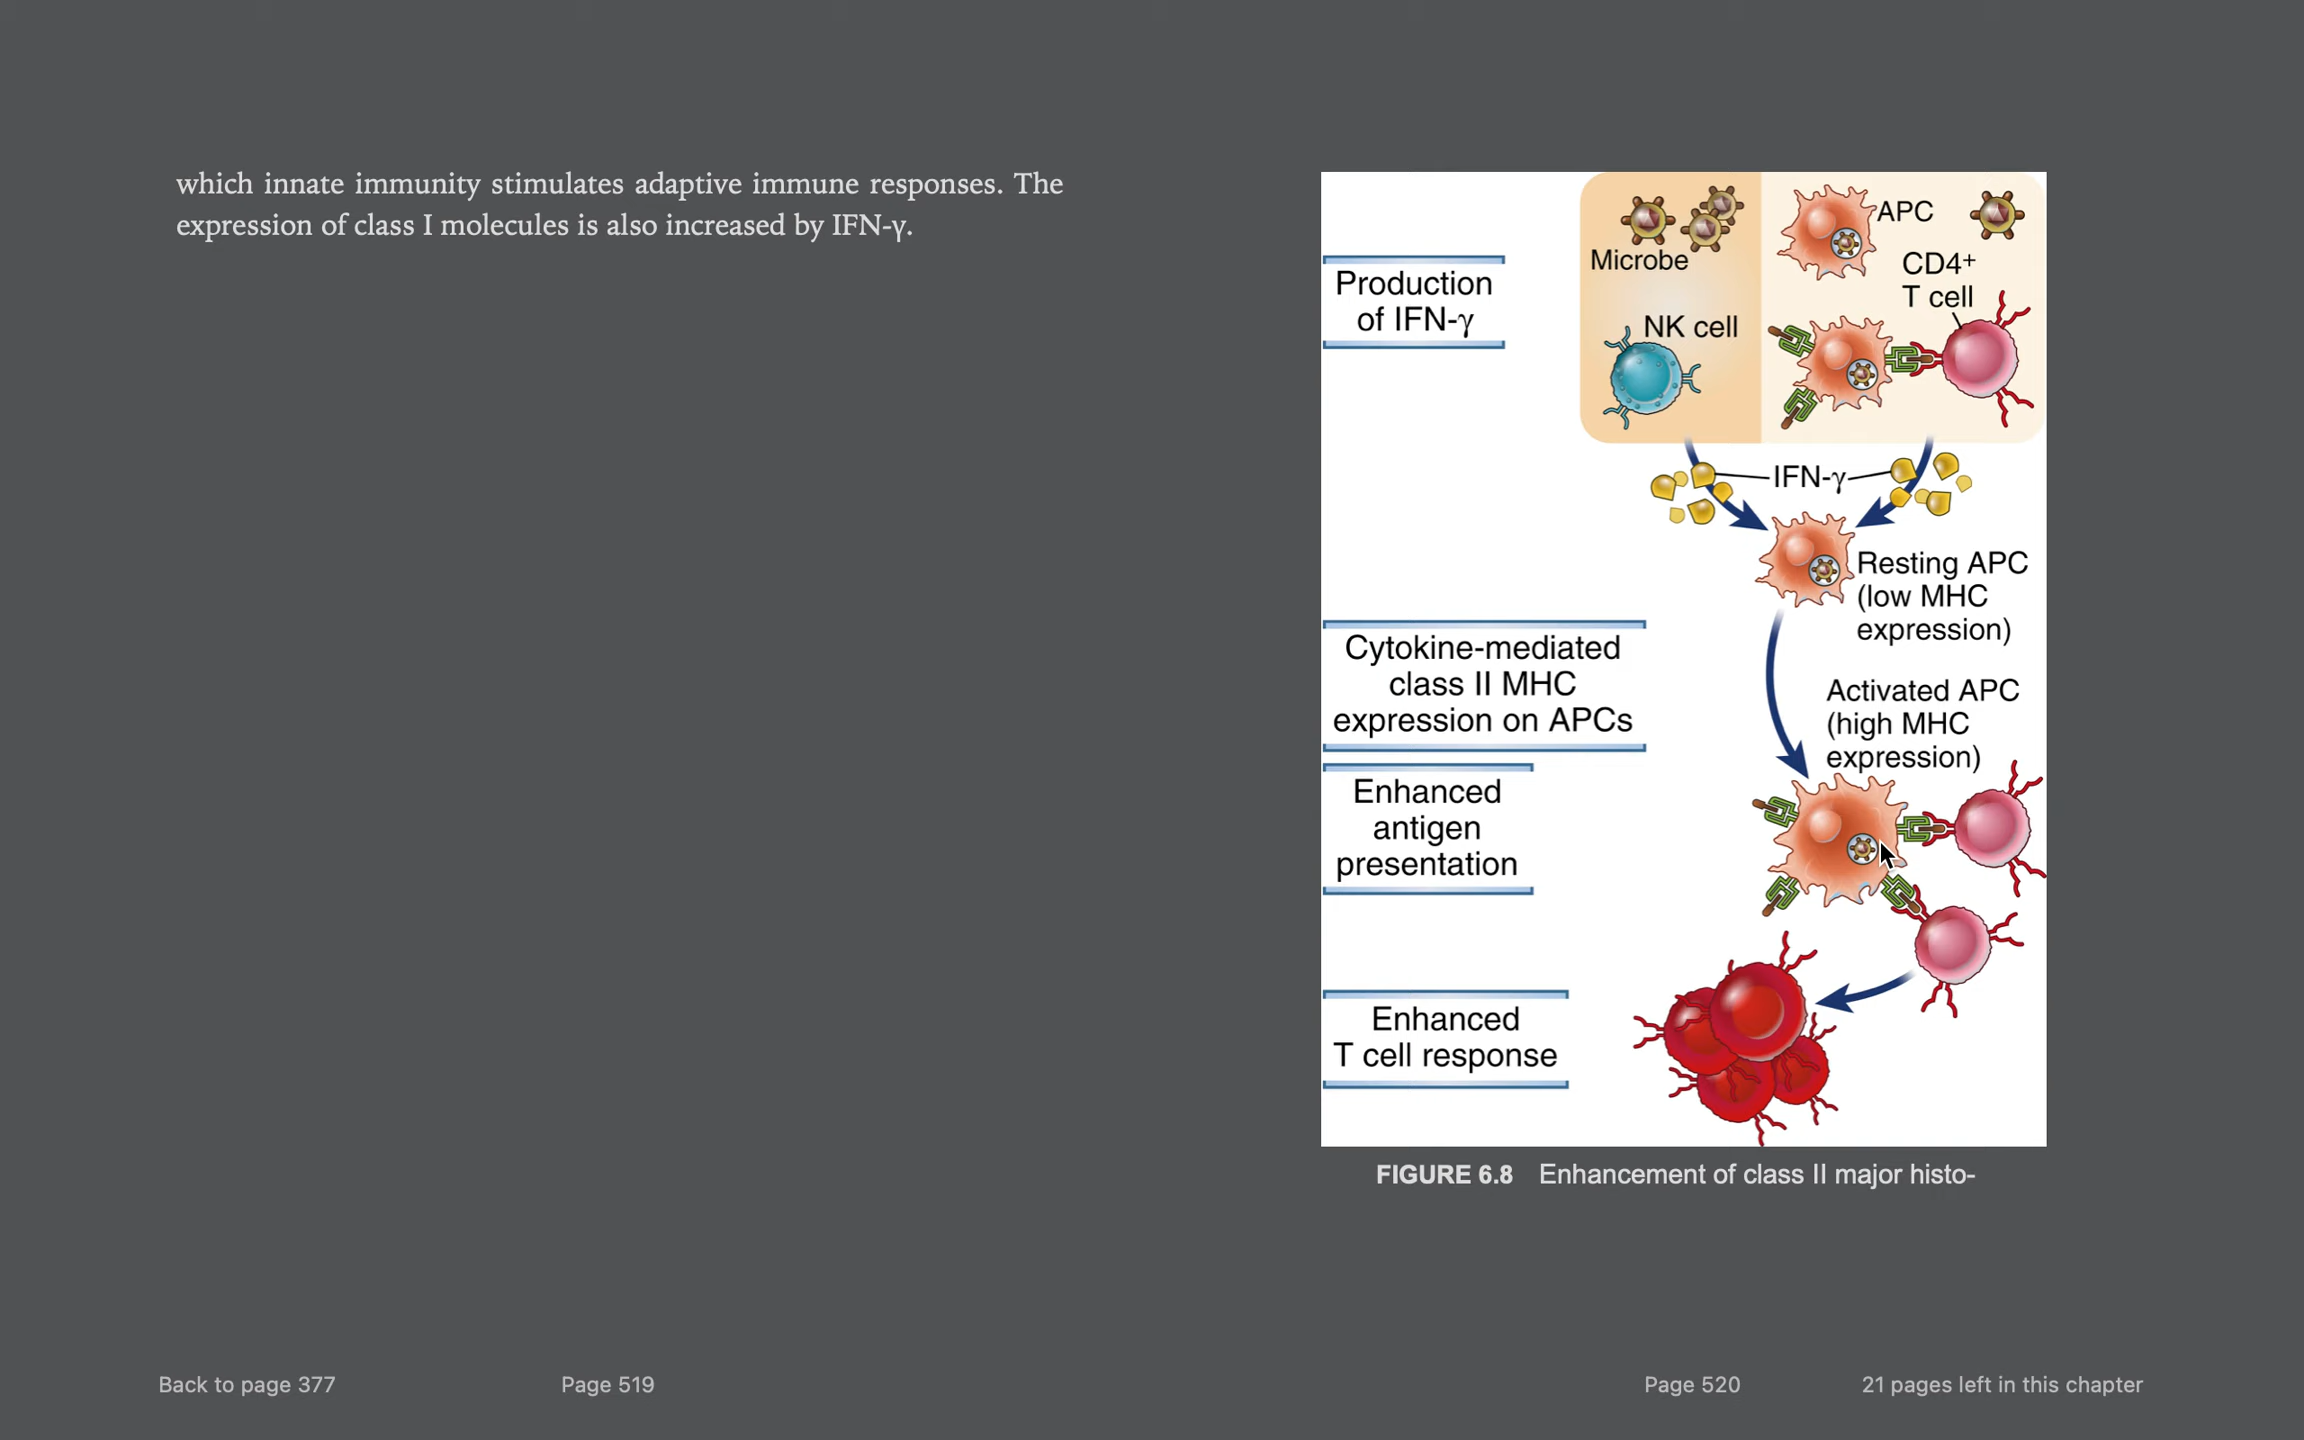 which innate immunity stimulates adaptive immune responses. The
expression of class I molecules is also increased by IFN-γ.
Production
of IFN-γ
Microbe
NK cell
APC
CD4+
T cell
IFN-γ
Resting APC
(low MHC
expression)
Cytokine-mediated
class II MHC
expression on APCs
Activated APC
(high MHC
expression)
Enhanced
antigen
presentation
Enhanced
T cell response
FIGURE 6.8 Enhancement of class II major histo-
Back to page 377
Page 519
Page 520
21 pages left in this chapter